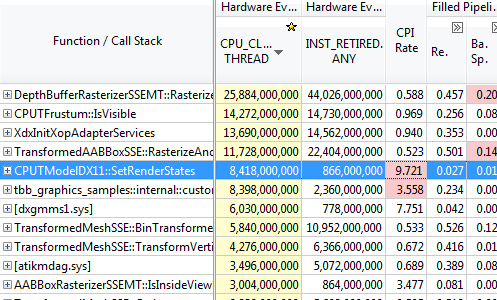 Hardware Ev... Hardware Ev... CPI Rate Filled Pipeli...
Function / Call Stack CPU_CL... THREAD INST_RETIRED. ANY Re. Ba. Sp.
DepthBufferRasterizerSSEMT::Rasterize 25,884,000,000 44,026,000,000 0.588 0.457 0.20
CPUTFrustum::IsVisible 14,272,000,000 14,730,000,000 0.969 0.256 0.08
XdxInitXopAdapterServices 13,690,000,000 14,562,000,000 0.940 0.353 0.00
TransformedAABBoxSSE::RasterizeAnd 11,728,000,000 22,404,000,000 0.523 0.501 0.14
CPUTModelDX11::SetRenderStates 8,418,000,000 866,000,000 9.721 0.027 0.01
tbb_graphics_samples::internal::custo 8,398,000,000 2,360,000,000 3.558 0.234 0.00
[dxgmms1.sys] 6,030,000,000 778,000,000 7.751 0.042 0.00
TransformedMeshSSE::BinTransforme 5,840,000,000 10,952,000,000 0.533 0.526 0.12
TransformedMeshSSE::TransformVerti 4,276,000,000 6,366,000,000 0.672 0.416 0.01
[atikmdag.sys] 3,496,000,000 5,072,000,000 0.689 0.389 0.08
AABBoxRasterizerSSEMT::IsInsideView 3,004,000,000 864,000,000 3.477 0.081 0.00